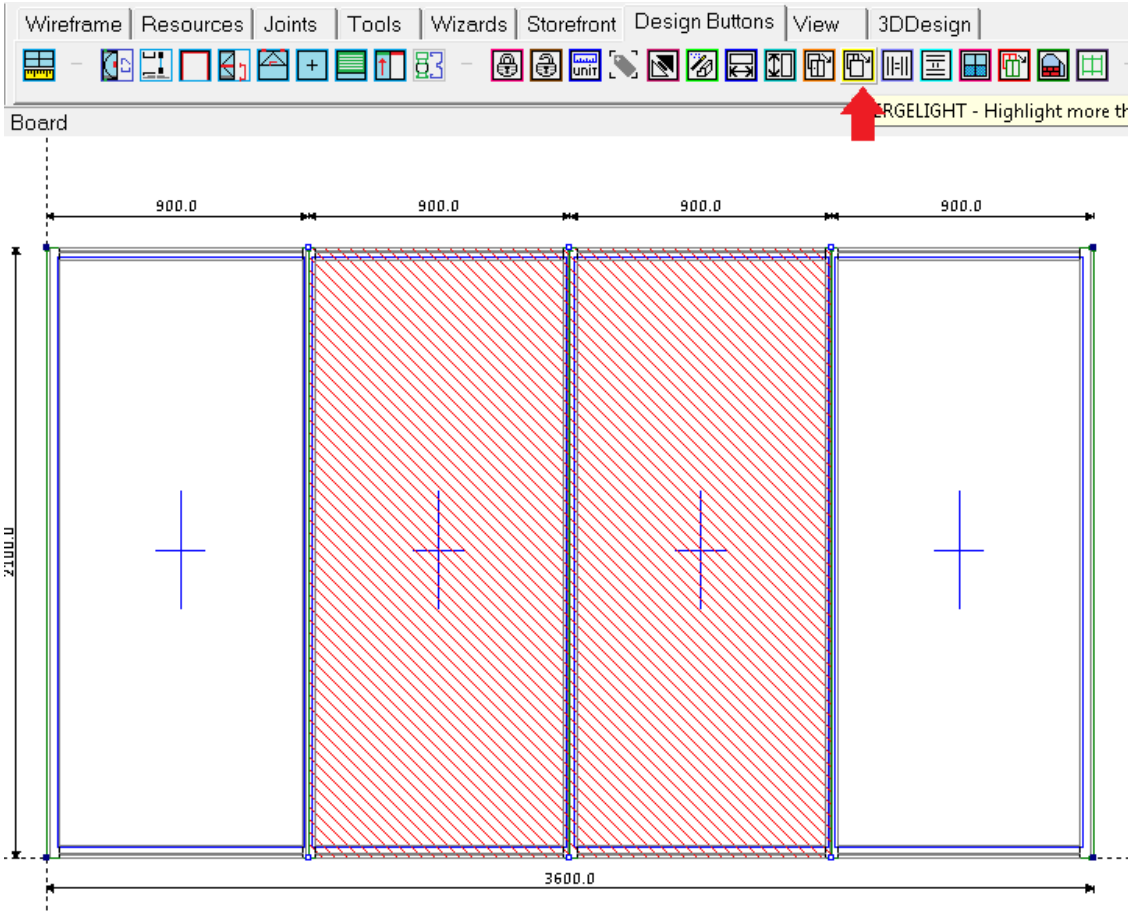 Wireframe Resources Joints Tools Wizards Storefront Design Buttons View 3DDesign
UNIT
ERGELIGHT - Highlight more th
Board
900.0 900.0 900.0 900.0
2100.0
3600.0